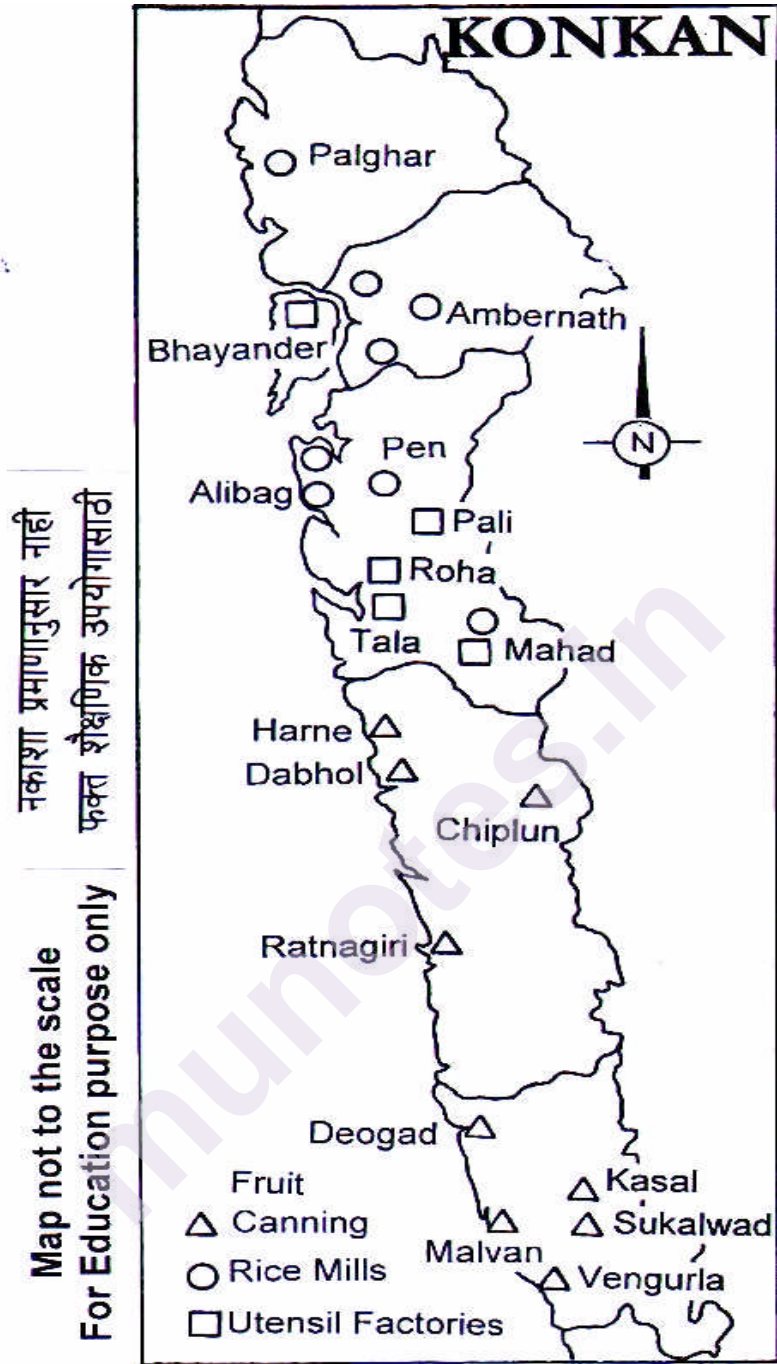 KONKAN
Palghar
Ambernath
Bhayander
N
Pen
Alibag
Pali
Roha
Tala
Mahad
Harne
Dabhol
Chiplun
Ratnagiri
Deogad
Kasal
Sukalwad
Malvan
Vengurla
Fruit
Canning
Rice Mills
Utensil Factories
नकाशा प्रमाणानुसार नाही
फक्त शैक्षणिक उपयोगासाठी
Map not to the scale
For Education purpose only
munotes.in